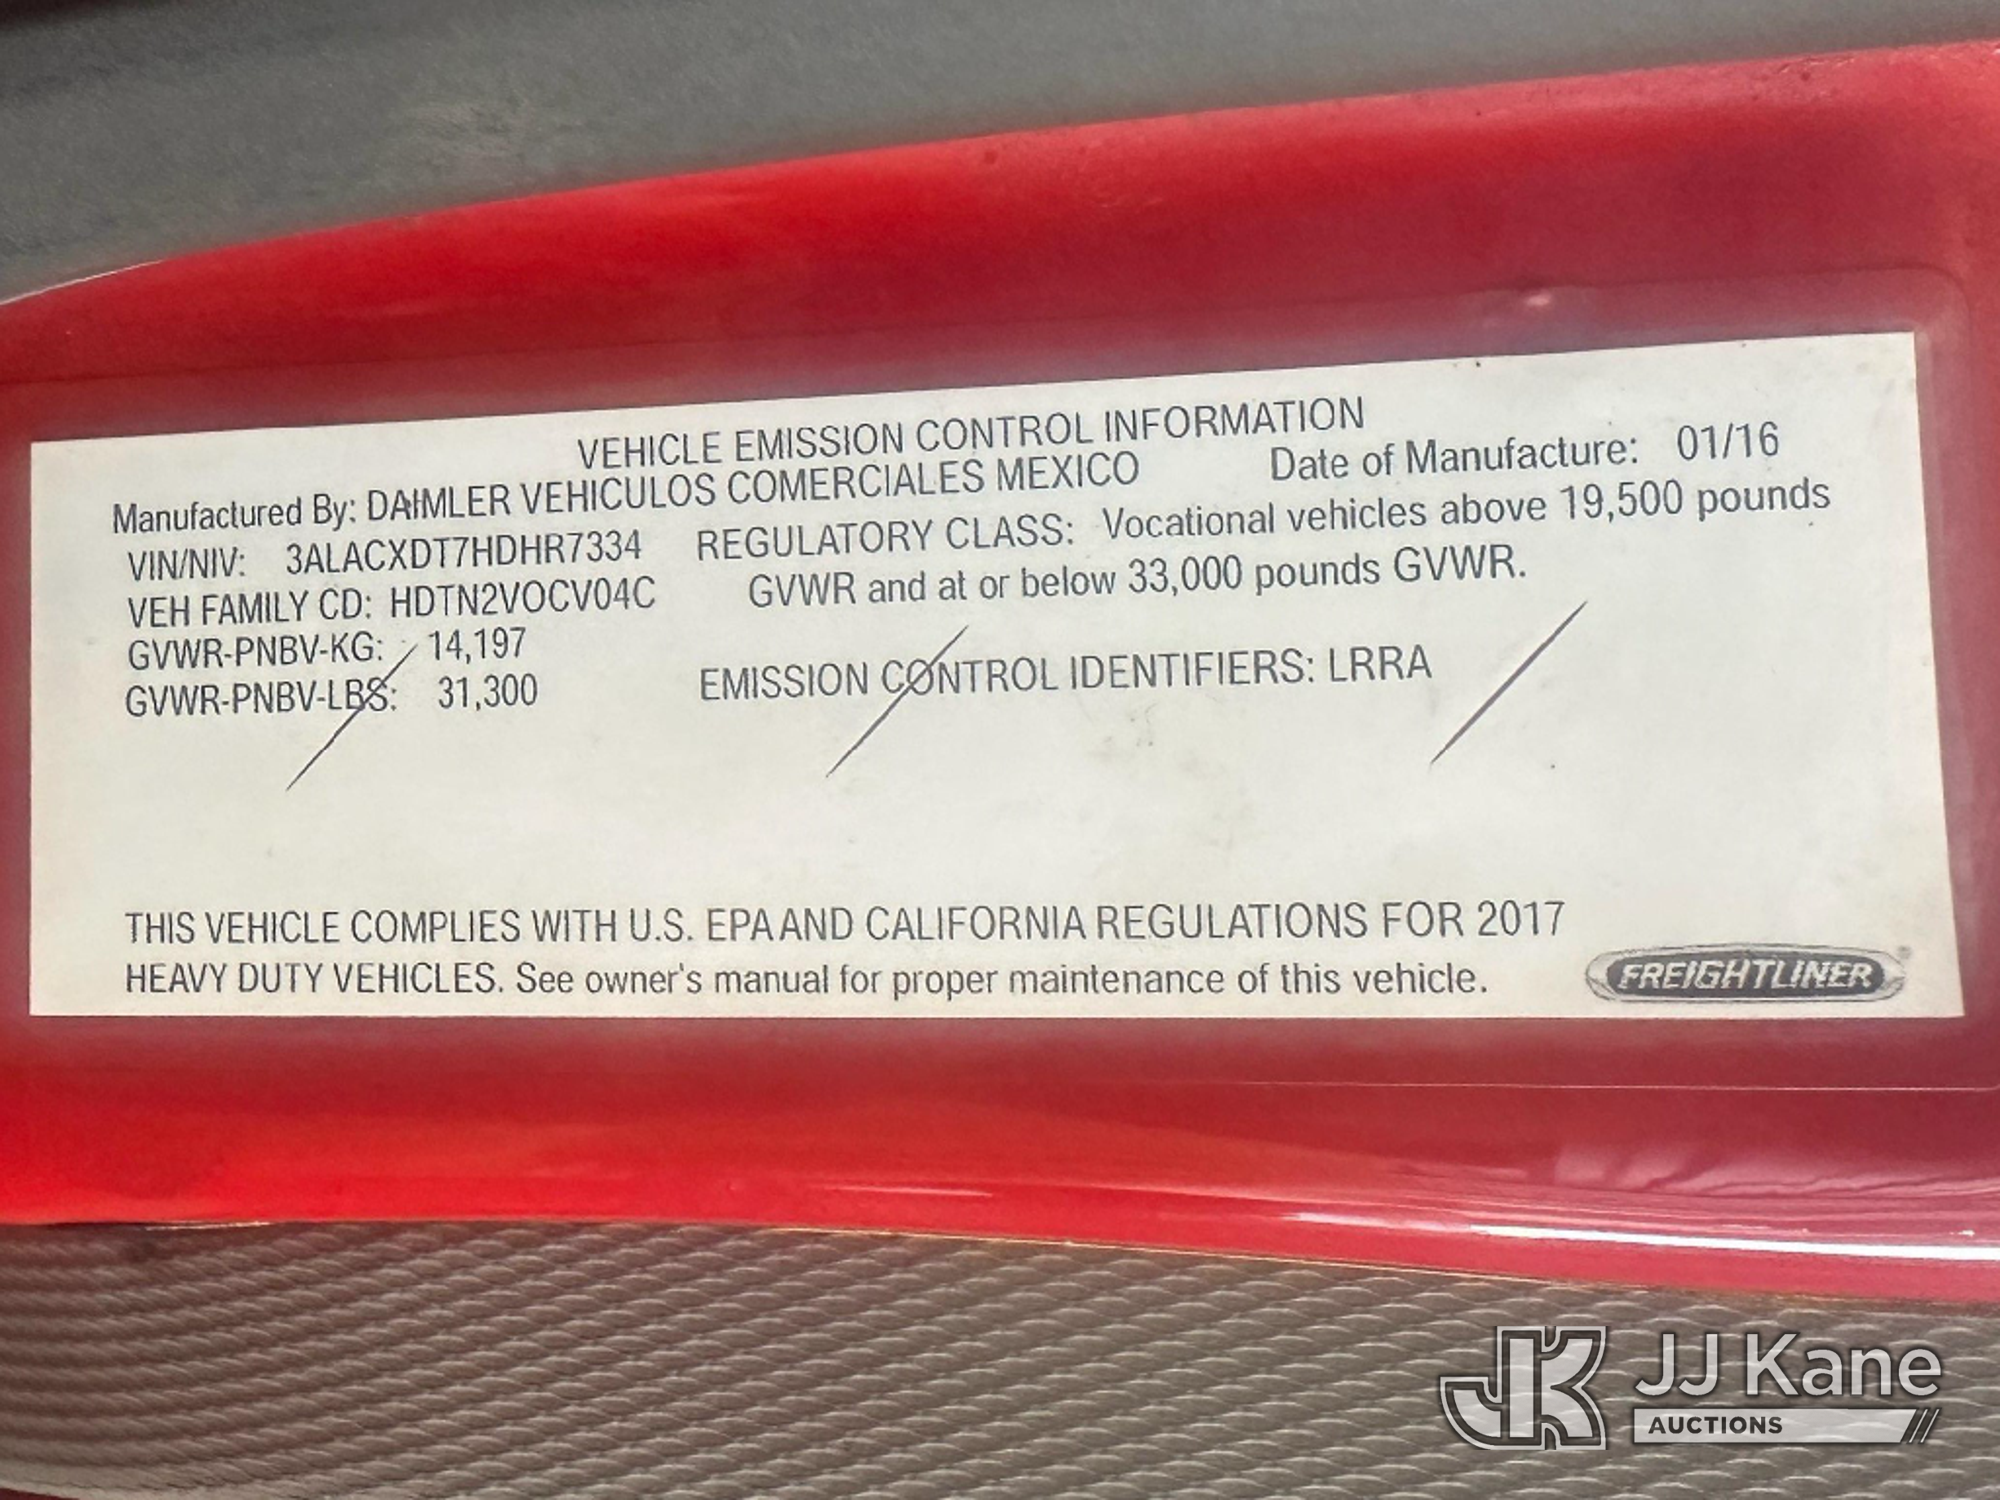 VEHICLE EMISSION CONTROL INFORMATION
Manufactured By: DAIMLER VEHICULOS COMERCIALES MEXICO Date of Manufacture: 01/16
VIN/NIV: 3ALACXDT7HDHR7334 REGULATORY CLASS: Vocational vehicles above 19,500 pounds
VEH FAMILY CD: HDTN2VOCV04C GVWR and at or below 33,000 pounds GVWR.
GVWR-PNBV-KG: 14,197
GVWR-PNBV-LBS: 31,300 EMISSION CONTROL IDENTIFIERS: LRRA
THIS VEHICLE COMPLIES WITH U.S. EPA AND CALIFORNIA REGULATIONS FOR 2017
HEAVY DUTY VEHICLES. See owner's manual for proper maintenance of this vehicle.
FREIGHTLINER
JK JJ Kane
AUCTIONS